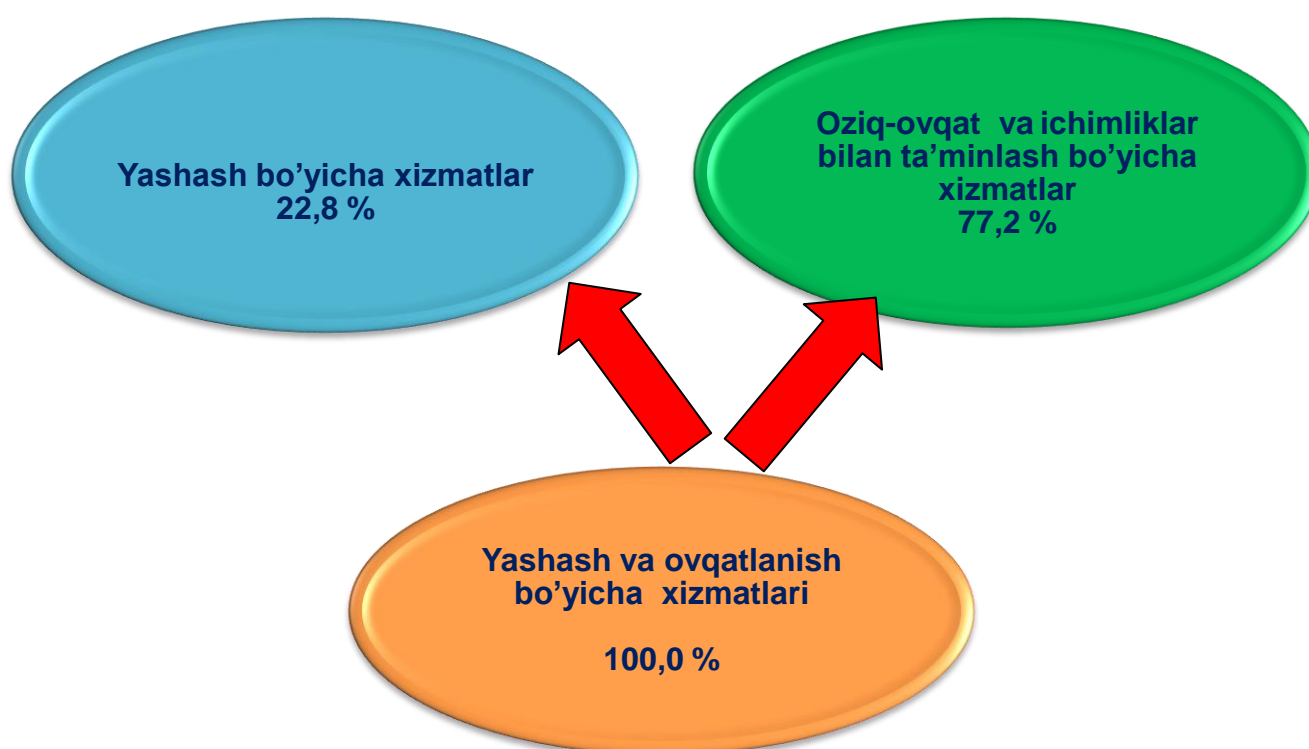 Yashash bo’yicha xizmatlar
22,8 %
Oziq-ovqat va ichimliklar
bilan ta’minlash bo’yicha
xizmatlar
77,2 %
Yashash va ovqatlanish
bo’yicha xizmatlari
100,0 %